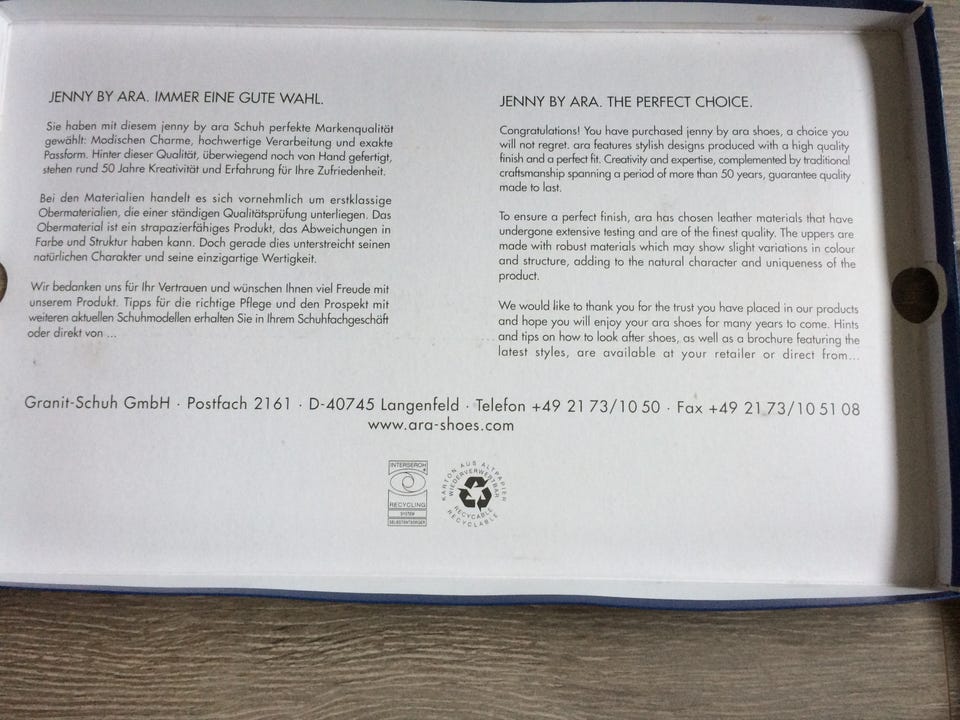 JENNY BY ARA. IMMER EINE GUTE WAHL.
Sie haben mit diesem jenny by ara Schuh perfekte Markenqualität
gewählt: Modischen Charme, hochwertige Verarbeitung und exakte
Passform. Hinter dieser Qualität, überwiegend noch von Hand gefertigt,
stehen rund 50 Jahre Kreativität und Erfahrung für Ihre Zufriedenheit.
Bei den Materialien handelt es sich vornehmlich um erstklassige
Obermaterialien, die einer ständigen Qualitätsprüfung unterliegen. Das
Obermaterial ist ein strapazierfähiges Produkt, das Abweichungen in
Farbe und Struktur haben kann. Doch gerade dies unterstreicht seinen
natürlichen Charakter und seine einzigartige Wertigkeit.
Wir bedanken uns für Ihr Vertrauen und wünschen Ihnen viel Freude mit
unserem Produkt. Tipps für die richtige Pflege und den Prospekt mit
weiteren aktuellen Schuhmodellen erhalten Sie in Ihrem Schuhfachgeschäft
oder direkt von ...
JENNY BY ARA. THE PERFECT CHOICE.
Congratulations! You have purchased jenny by ara shoes, a choice you
will not regret. ara features stylish designs produced with a high quality
finish and a perfect fit. Creativity and expertise, complemented by traditional
craftsmanship spanning a period of more than 50 years, guarantee quality
made to last.
To ensure a perfect finish, ara has chosen leather materials that have
undergone extensive testing and are of the finest quality. The uppers are
made with robust materials which may show slight variations in colour
and structure, adding to the natural character and uniqueness of the
product.
We would like to thank you for the trust you have placed in our products
and hope you will enjoy your ara shoes for many years to come. Hints
and tips on how to look after shoes, as well as a brochure featuring the
latest styles, are available at your retailer or direct from...
Granit-Schuh GmbH · Postfach 2161 · D-40745 Langenfeld · Telefon +49 21 73/10 50 · Fax +49 21 73/10 51 08
www.ara-shoes.com
INTERSEROH
RECYCLING
SYSTEM
SELBSTENTSORGER
KARTON AUS ALTPAPIER
WIEDERVERWERTBAR
RECYCABLE
RECYCLABLE